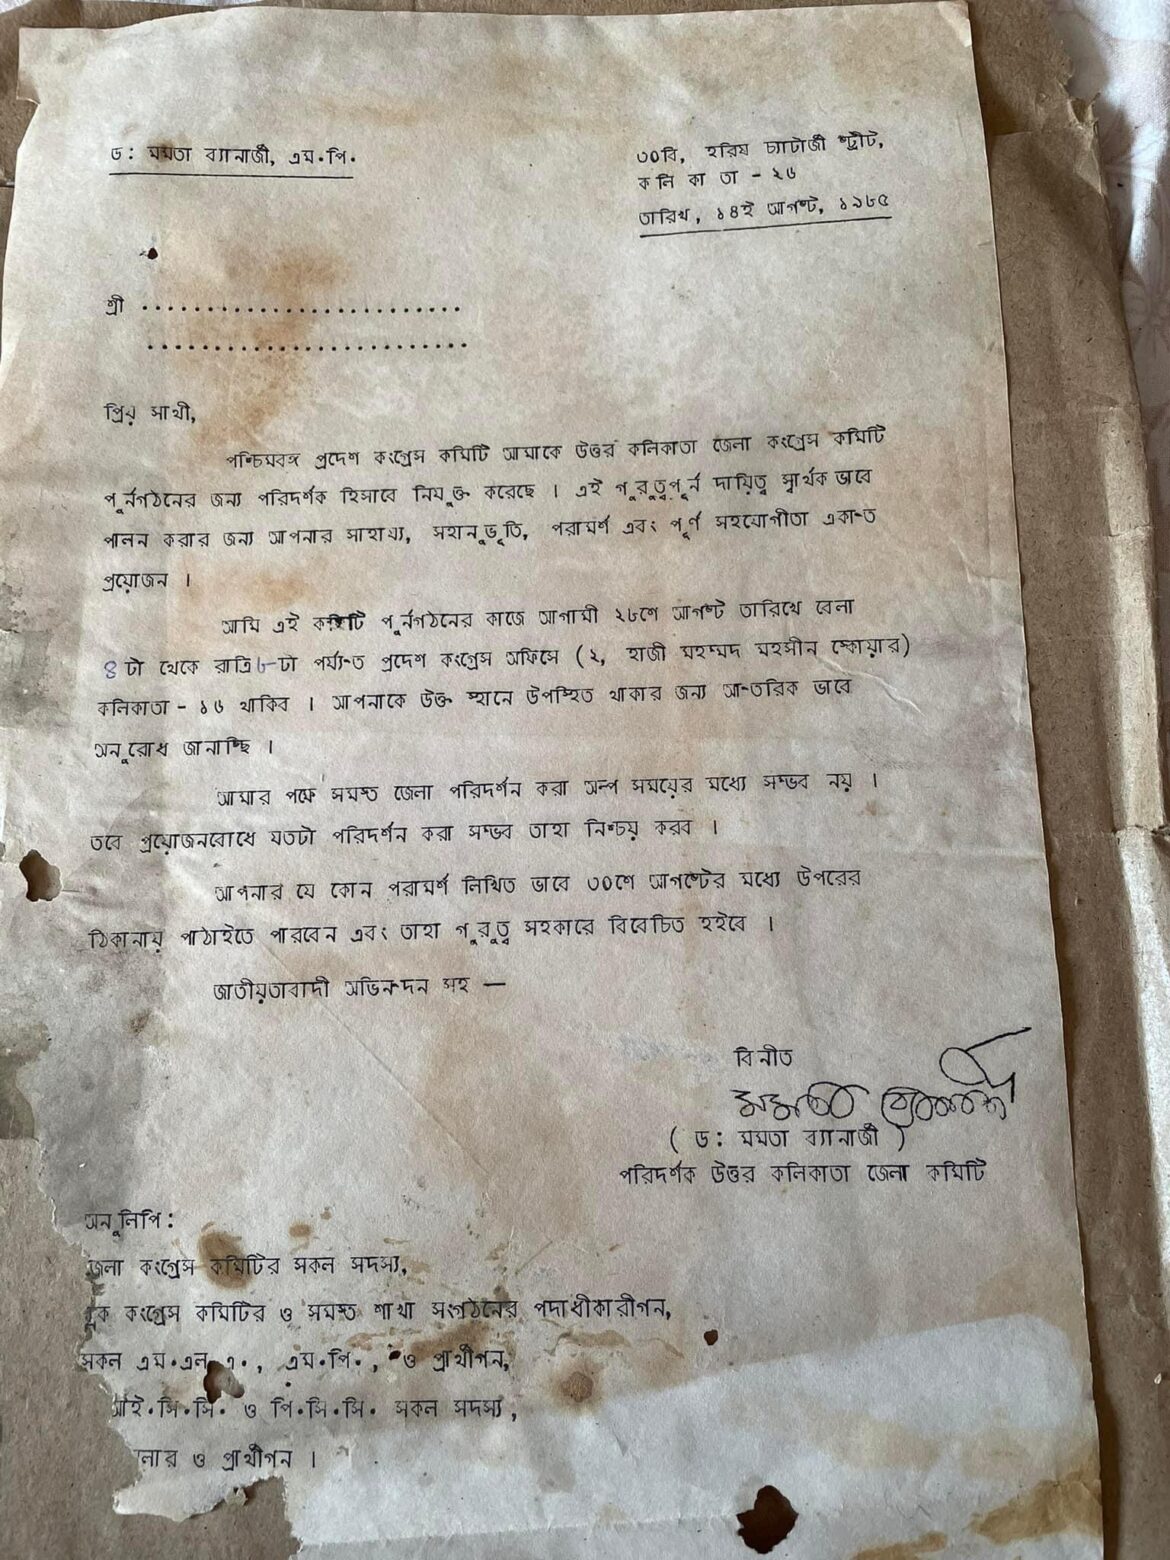 ড: মমতা ব্যানার্জী, এম.পি.
৩০বি, হরিষ চ্যাটার্জী ষ্ট্রীট,
কলিকাতা - ২৬
তারিখ, ১৪ই আগষ্ট, ১৯৮৫
শ্রী ........................
........................
প্রিয় সাথী,
পশ্চিমবঙ্গ প্রদেশ কংগ্রেস কমিটি আমাকে উত্তর কলিকাতা জেলা কংগ্রেস কমিটি
পূর্নগঠনের জন্য পরিদর্শক হিসাবে নিযুক্ত করেছে । এই গুরুত্বপূর্ন দায়িত্ব স্বার্থক ভাবে
পালন করার জন্য আপনার সাহায্য, সহানুভূতি, পরামর্শ এবং পূর্ণ সহযোগীতা একান্ত
প্রয়োজন ।
আমি এই কমিটি পূর্নগঠনের কাজে আগামী ২৮শে আগষ্ট তারিখে বেলা
৪টা থেকে রাত্রি ৮টা পর্য্যন্ত প্রদেশ কংগ্রেস অফিসে (২, হাজী মহম্মদ মহসীন স্কোয়ার)
কলিকাতা - ১৬ থাকিব । আপনাকে উক্ত স্থানে উপস্থিত থাকার জন্য আন্তরিক ভাবে
অনুরোধ জানাচ্ছি ।
আমার পক্ষে সমস্ত জেলা পরিদর্শন করা অল্প সময়ের মধ্যে সম্ভব নয় ।
তবে প্রয়োজনবোধে যতটা পরিদর্শন করা সম্ভব তাহা নিশ্চয় করব ।
আপনার যে কোন পরামর্শ লিখিত ভাবে ৩০শে আগষ্টের মধ্যে উপরের
ঠিকানায় পাঠাইতে পারবেন এবং তাহা গুরুত্ব সহকারে বিবেচিত হইবে ।
জাতীয়তাবাদী অভিনন্দন সহ —
বিনীত
মমতা ব্যানার্জী
( ড: মমতা ব্যানার্জী )
পরিদর্শক উত্তর কলিকাতা জেলা কমিটি
অনুলিপি:
জেলা কংগ্রেস কমিটির সকল সদস্য,
ব্লক কংগ্রেস কমিটির ও সমস্ত শাখা সংগঠনের পদাধীকারীগন,
সকল এম.এল.এ., এম.পি., ও প্রার্থীগন,
আই.সি.সি. ও পি.সি.সি. সকল সদস্য,
ও প্রার্থীগন ।